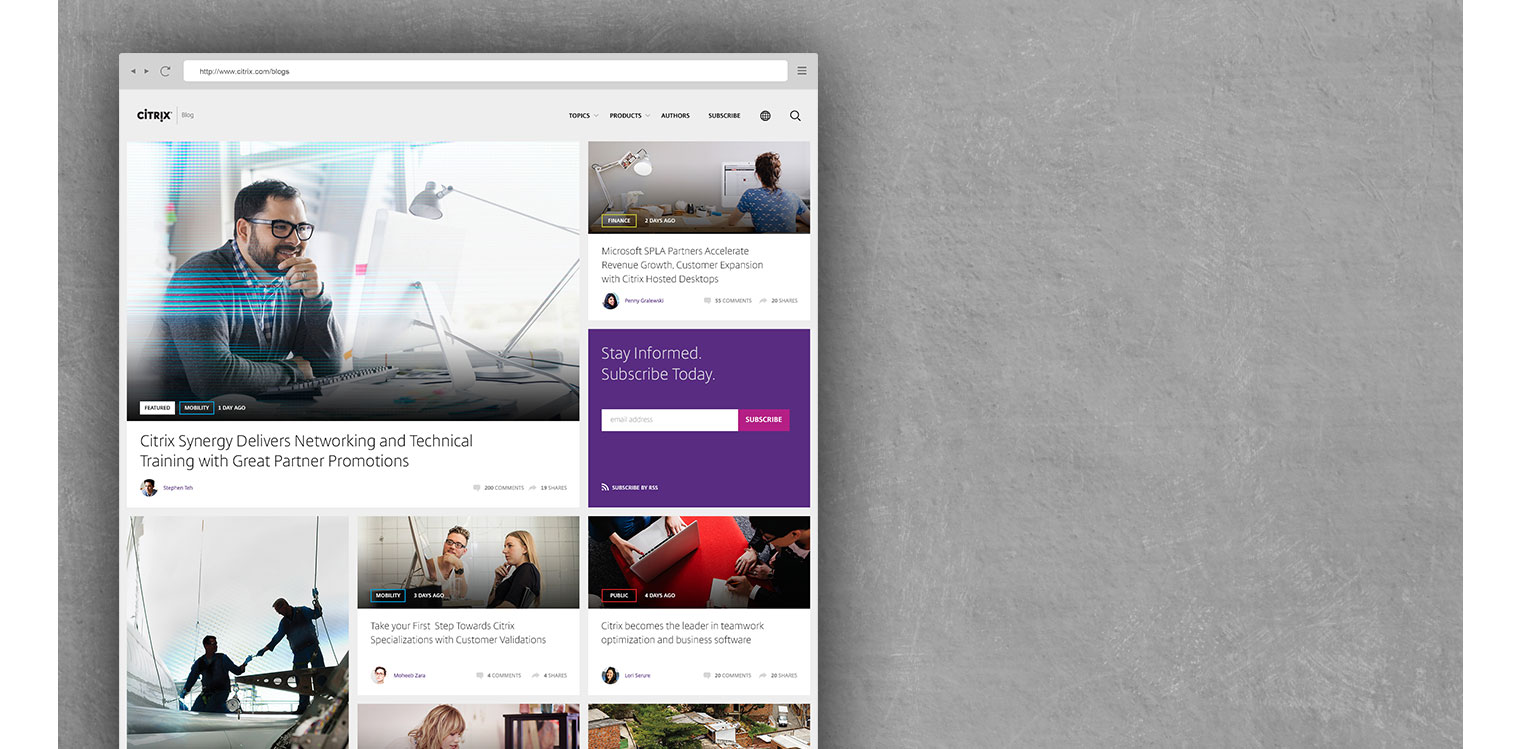 http://www.citrix.com/blogs
CİTRIX Blog
TOPICS PRODUCTS AUTHORS SUBSCRIBE
FINANCE 2 DAYS AGO
Microsoft SPLA Partners Accelerate
Revenue Growth, Customer Expansion
with Citrix Hosted Desktops
Penny Gralewski 55 COMMENTS 20 SHARES
Stay Informed.
Subscribe Today.
email address SUBSCRIBE
SUBSCRIBE BY RSS
FEATURED MOBILITY 1 DAY AGO
Citrix Synergy Delivers Networking and Technical
Training with Great Partner Promotions
Stephen Teh 200 COMMENTS 19 SHARES
MOBILITY 3 DAYS AGO
Take your First Step Towards Citrix
Specializations with Customer Validations
Moheeb Zara 4 COMMENTS 4 SHARES
PUBLIC 4 DAYS AGO
Citrix becomes the leader in teamwork
optimization and business software
Lori Serure 20 COMMENTS 20 SHARES